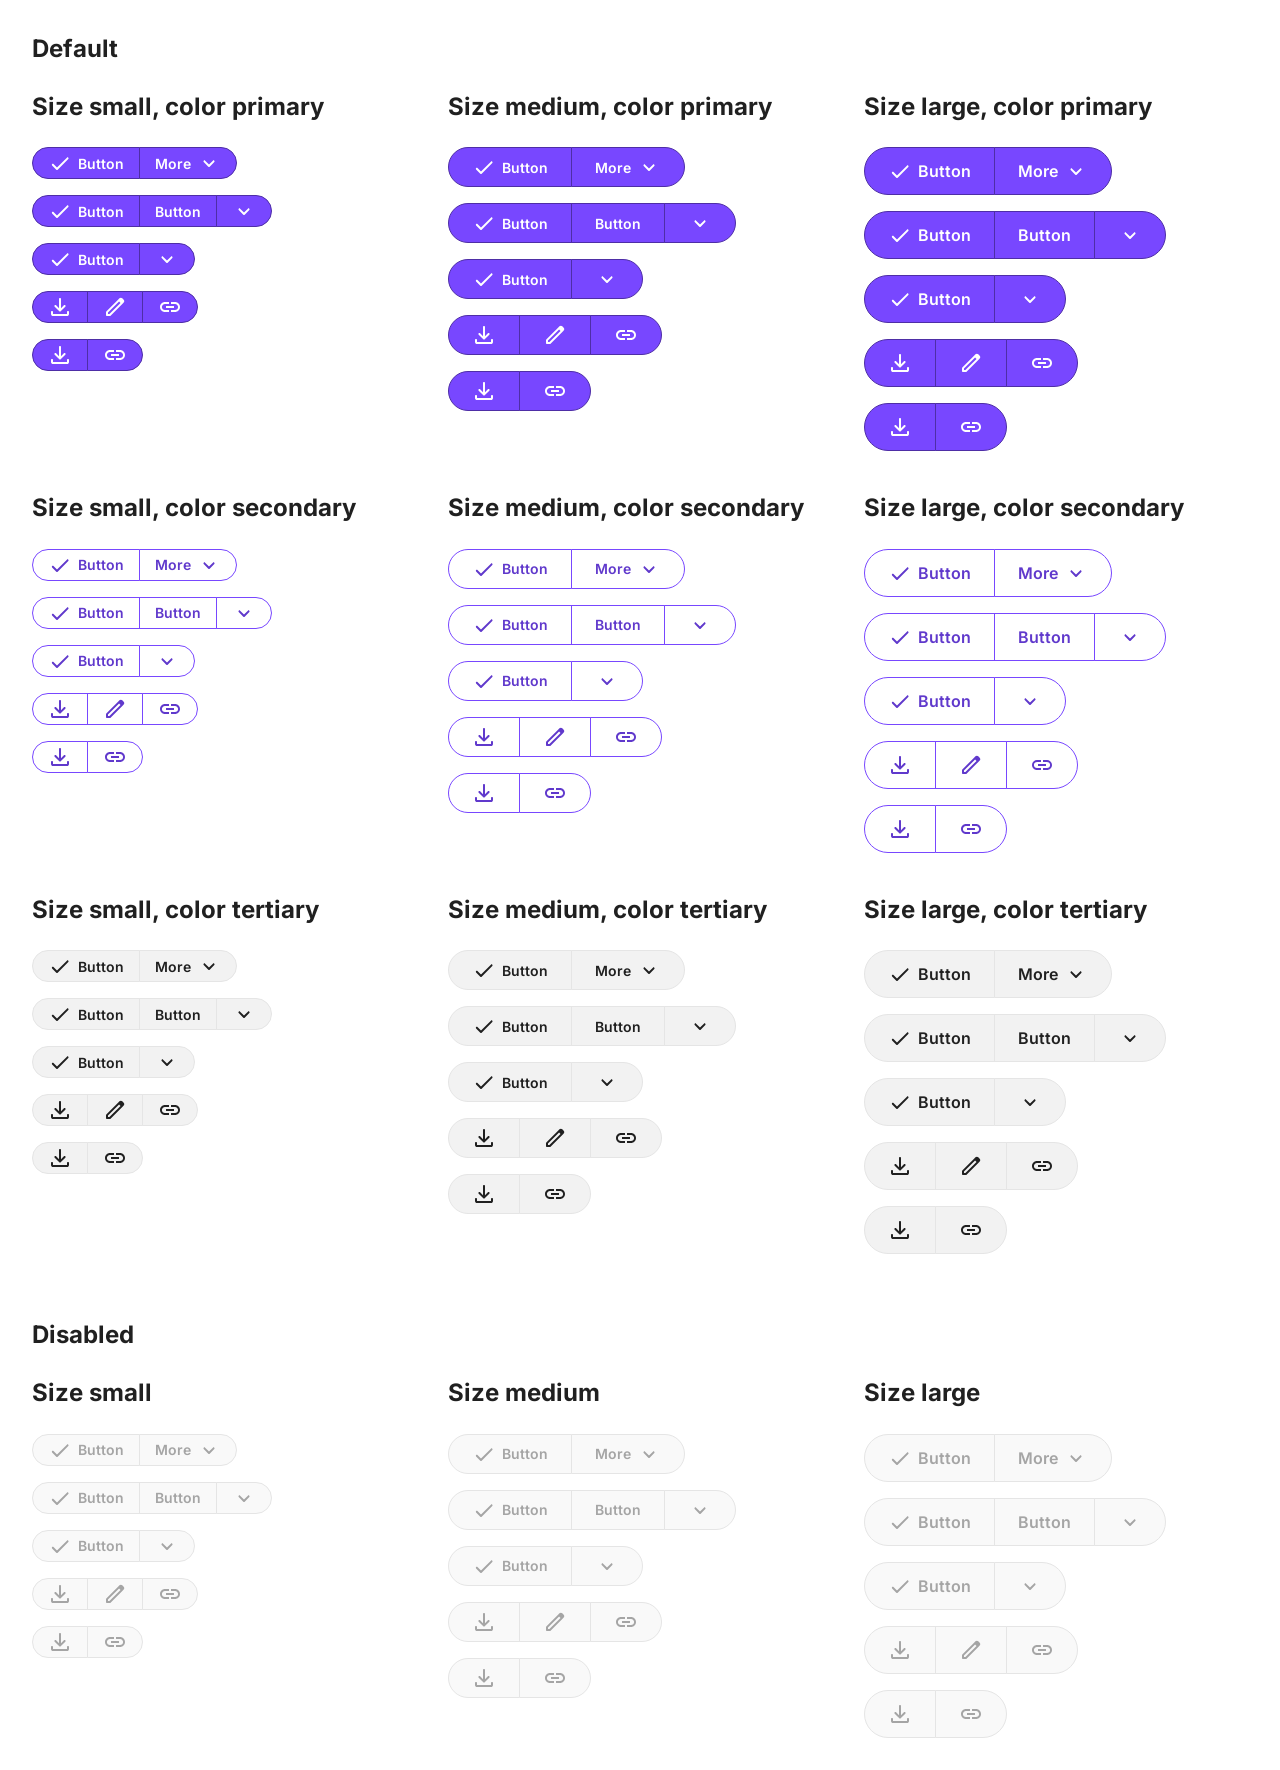 Default
Size small, color primary
Button More
Button Button
Button
Size medium, color primary
Button More
Button Button
Button
Size large, color primary
Button More
Button Button
Button
Size small, color secondary
Button More
Button Button
Button
Size medium, color secondary
Button More
Button Button
Button
Size large, color secondary
Button More
Button Button
Button
Size small, color tertiary
Button More
Button Button
Button
Size medium, color tertiary
Button More
Button Button
Button
Size large, color tertiary
Button More
Button Button
Button
Disabled
Size small
Button More
Button Button
Button
Size medium
Button More
Button Button
Button
Size large
Button More
Button Button
Button